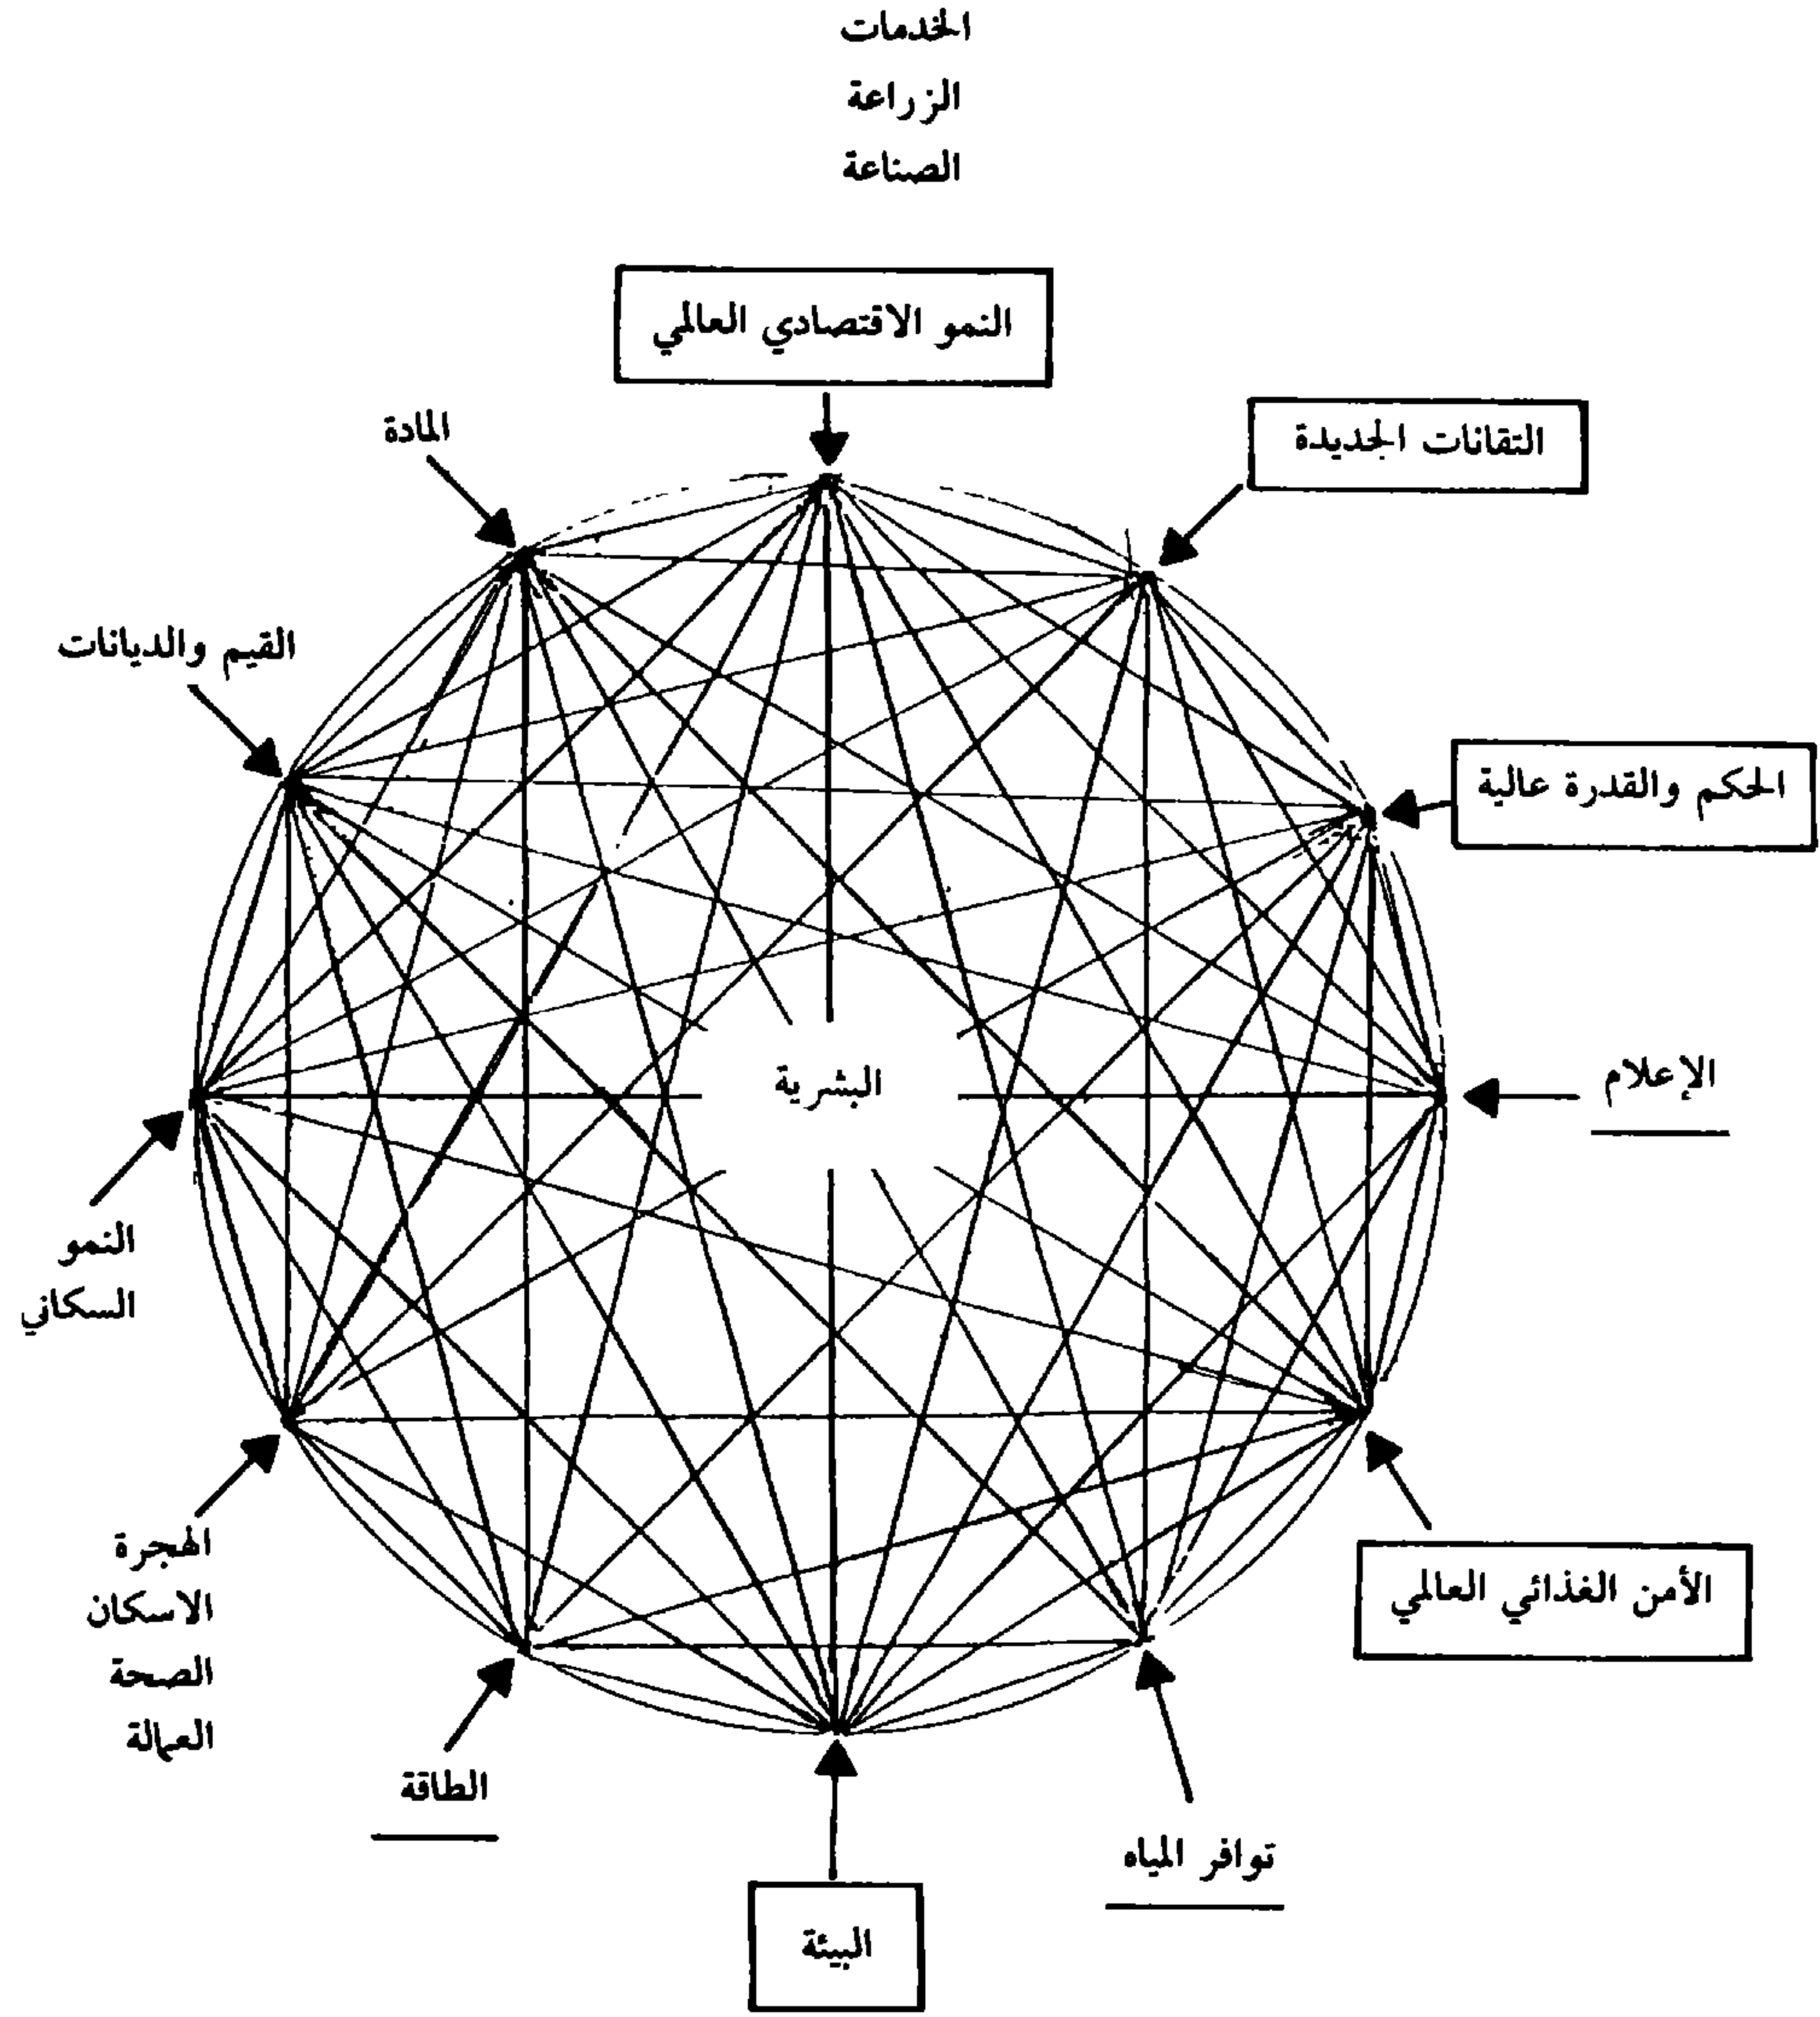 الخدمات
الزراعة
الصناعة
النمو الاقتصادي العالمي
التقانات الجديدة
المادة
القيم والديانات
الحكم والقدرة عالية
الإعلام
البشرية
النمو
السكاني
الأمن الغذائي العالمي
الهجرة
الاسكان
الصحة
العمالة
الطاقة
توافر المياه
البيئة